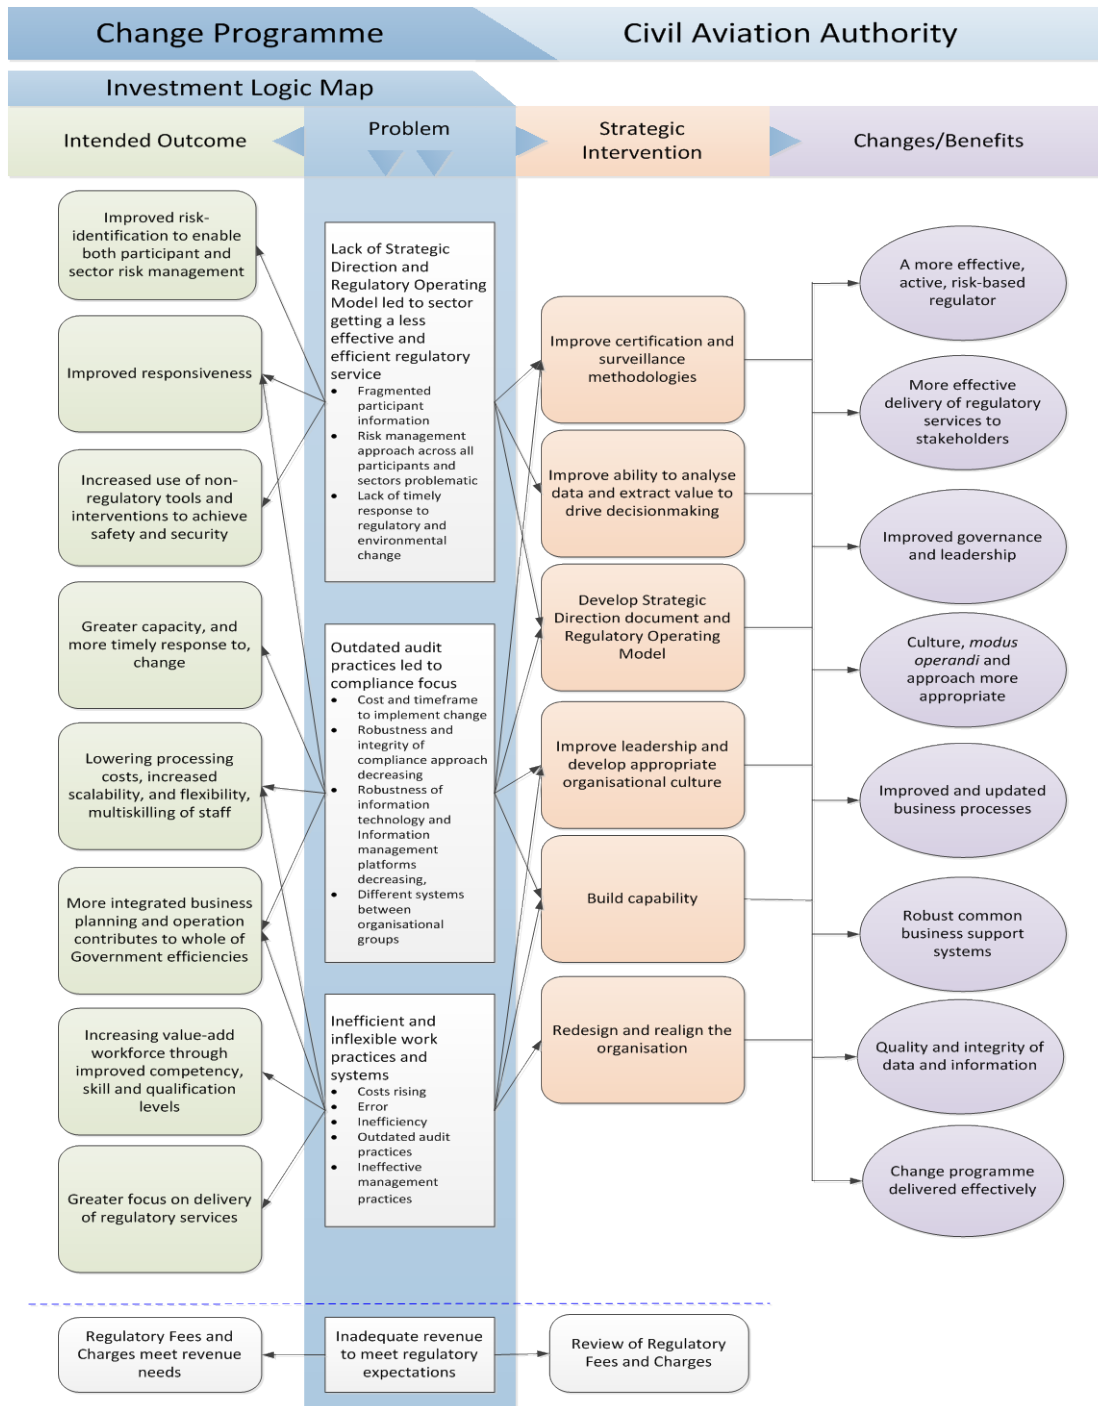 Change Programme
Civil Aviation Authority
Investment Logic Map
Intended Outcome
Problem
Strategic
Intervention
Changes/Benefits
Improved risk-
identification to enable
both participant and
sector risk management
Improved responsiveness
Increased use of non-
regulatory tools and
interventions to achieve
safety and security
Greater capacity, and
more timely response to,
change
Lowering processing
costs, increased
scalability, and flexibility,
multiskilling of staff
More integrated business
planning and operation
contributes to whole of
Government efficiencies
Increasing value-add
workforce through
improved competency,
skill and qualification
levels
Greater focus on delivery
of regulatory services
Lack of Strategic
Direction and
Regulatory Operating
Model led to sector
getting a less
effective and
efficient regulatory
service
• Fragmented
participant
information
• Risk management
approach across all
participants and
sectors problematic
• Lack of timely
response to
regulatory and
environmental
change
Outdated audit
practices led to
compliance focus
• Cost and timeframe
to implement change
• Robustness and
integrity of
compliance approach
decreasing
• Robustness of
information
technology and
Information
management
platforms
decreasing,
• Different systems
between
organisational
groups
Inefficient and
inflexible work
practices and
systems
• Costs rising
• Error
• Inefficiency
• Outdated audit
practices
• Ineffective
management
practices
Improve certification and
surveillance
methodologies
Improve ability to analyse
data and extract value to
drive decisionmaking
Develop Strategic
Direction document and
Regulatory Operating
Model
Improve leadership and
develop appropriate
organisational culture
Build capability
Redesign and realign the
organisation
A more effective,
active, risk-based
regulator
More effective
delivery of regulatory
services to
stakeholders
Improved governance
and leadership
Culture, modus
operandi and
approach more
appropriate
Improved and updated
business processes
Robust common
business support
systems
Quality and integrity of
data and information
Change programme
delivered effectively
Regulatory Fees and
Charges meet revenue
needs
Inadequate revenue
to meet regulatory
expectations
Review of Regulatory
Fees and Charges